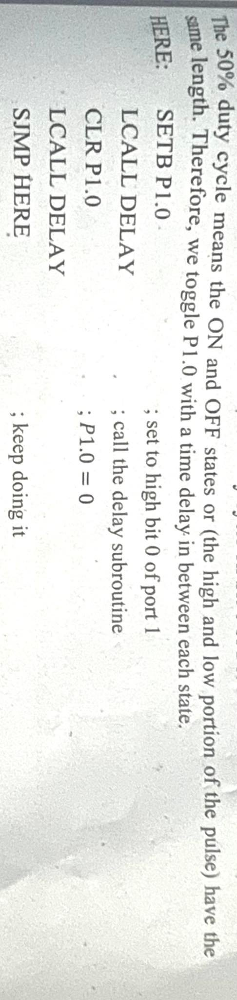 The 50% duty cycle means the ON and OFF states or (the high and low portion of the pulse) have the
same length. Therefore, we toggle P1.0 with a time delay in between each state.
HERE: SETB P1.0 ; set to high bit 0 of port 1
LCALL DELAY ; call the delay subroutine
CLR P1.0 ; P1.0 = 0
LCALL DELAY
SJMP HERE ; keep doing it